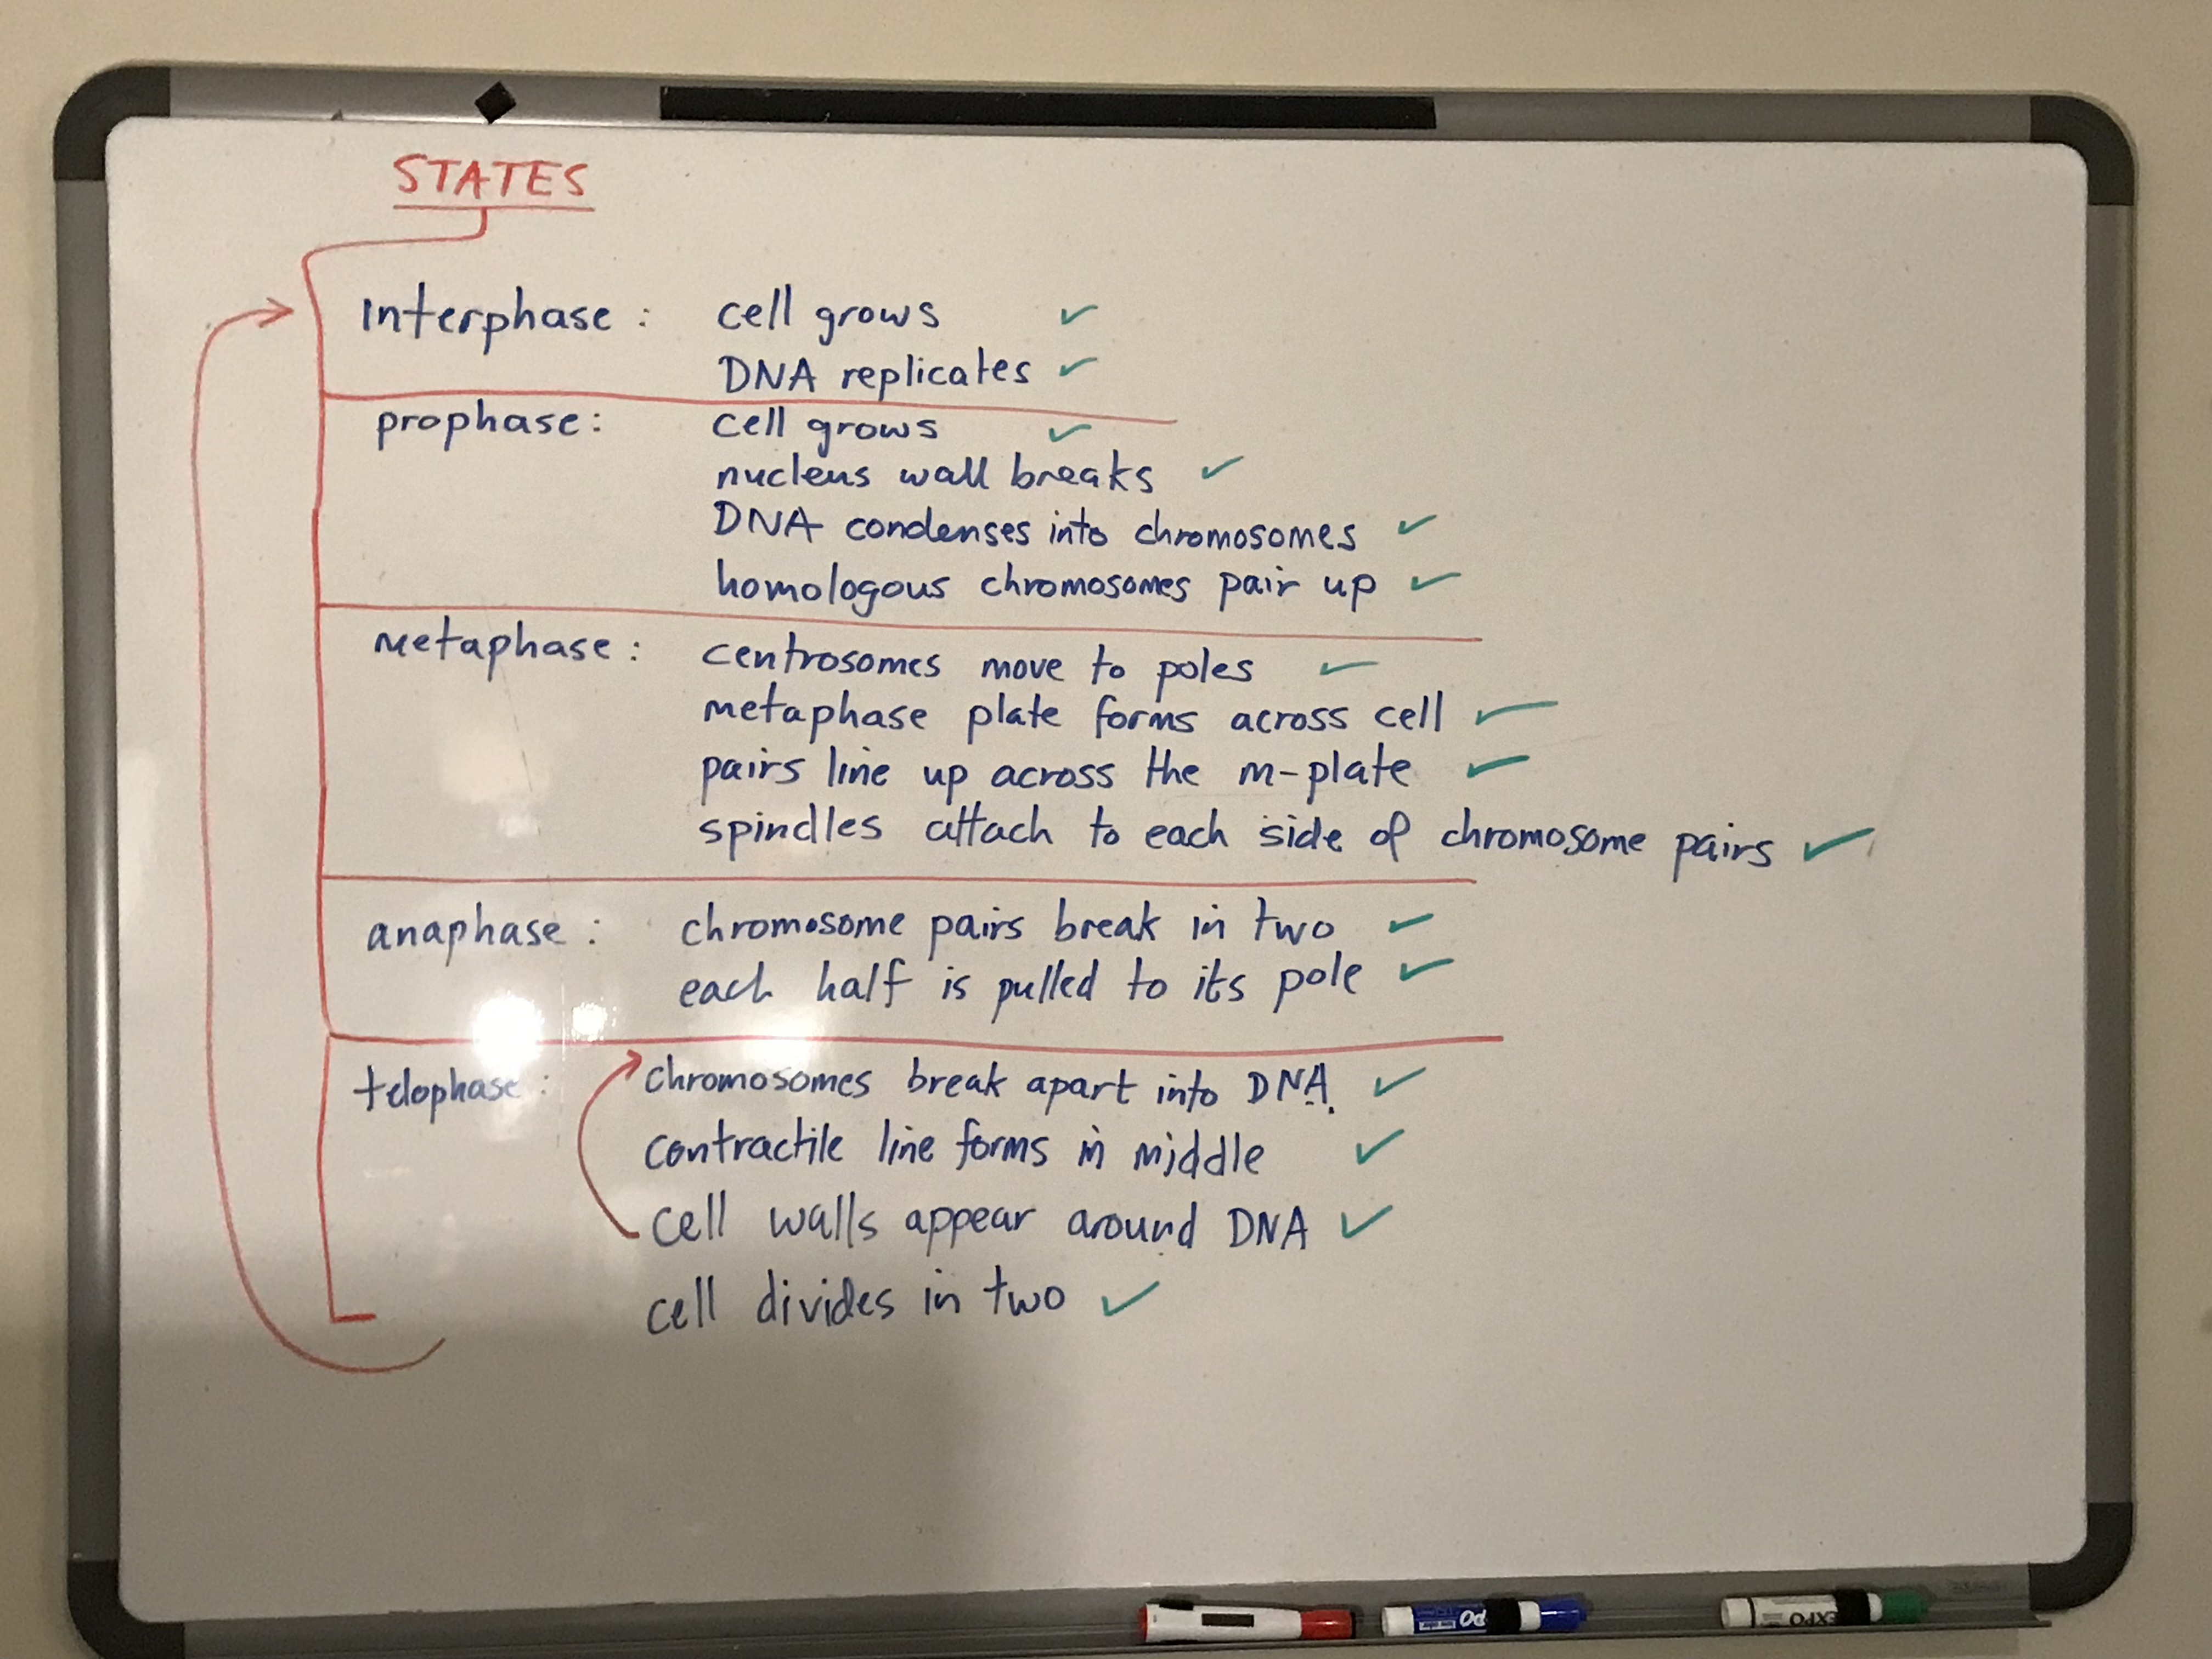 STATES
Interphase : cell grows ✓
DNA replicates ✓
prophase : cell grows ✓
nucleus wall breaks ✓
DNA condenses into chromosomes ✓
homologous chromosomes pair up ✓
metaphase : centrosomes move to poles ✓
metaphase plate forms across cell ✓
pairs line up across the m-plate ✓
spindles attach to each side of chromosome pairs ✓
anaphase : chromosome pairs break in two ✓
each half is pulled to its pole ✓
telophase : chromosomes break apart into DNA. ✓
contractile line forms in middle ✓
cell walls appear around DNA ✓
cell divides in two ✓
EXPO